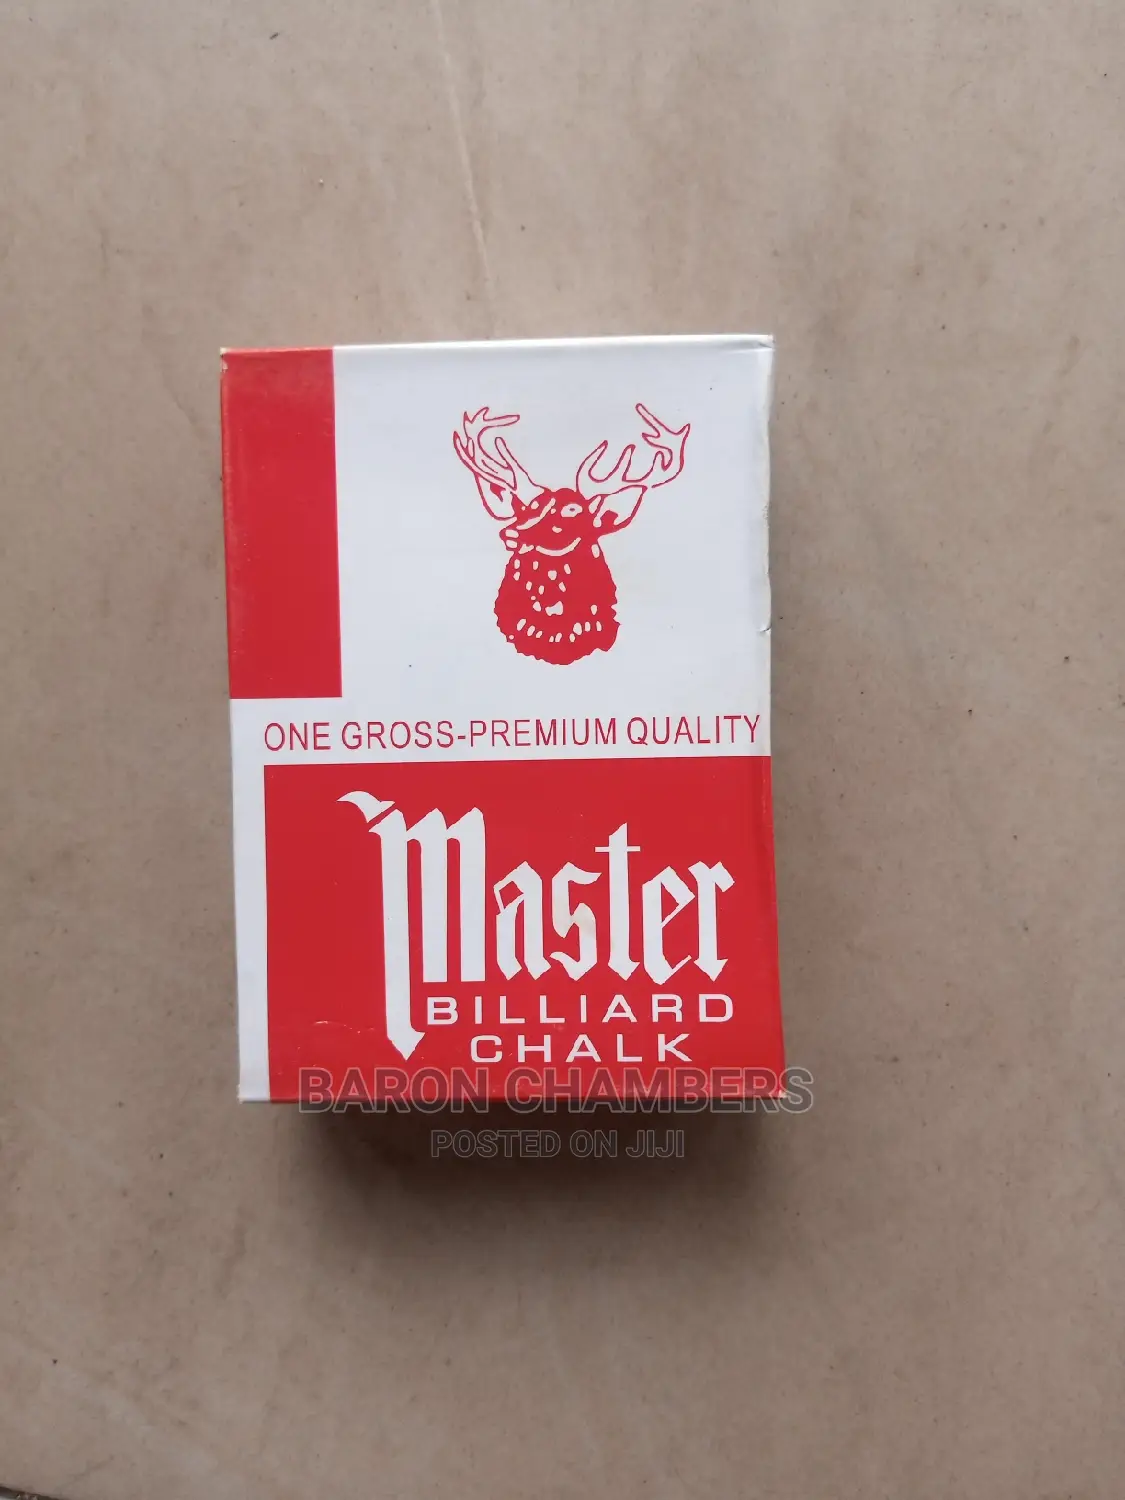 ONE GROSS-PREMIUM QUALITY
Master
BILLIARD
CHALK
BARON CHAMBERS
POSTED ON JIJI